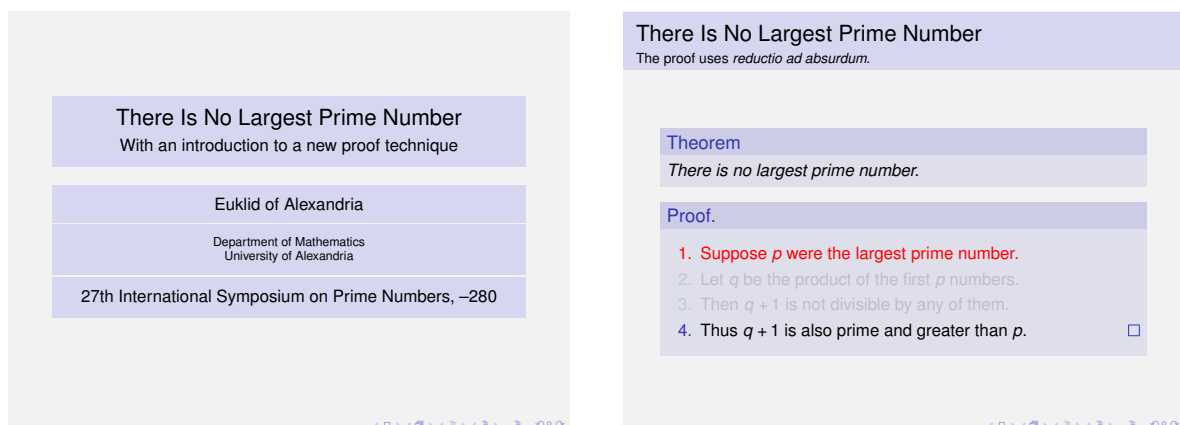 There Is No Largest Prime Number
With an introduction to a new proof technique
Euklid of Alexandria
Department of Mathematics
University of Alexandria
27th International Symposium on Prime Numbers, –280
There Is No Largest Prime Number
The proof uses reductio ad absurdum.
Theorem
There is no largest prime number.
Proof.
1. Suppose p were the largest prime number.
2. Let q be the product of the first p numbers.
3. Then q + 1 is not divisible by any of them.
4. Thus q + 1 is also prime and greater than p.